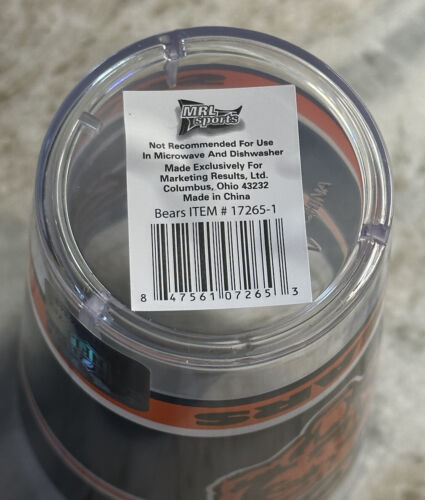 MRL
sports
Not Recommended For Use
In Microwave And Dishwasher
Made Exclusively For
Marketing Results, Ltd.
Columbus, Ohio 43232
Made in China
Bears ITEM # 17265-1
8 47561 07265 3